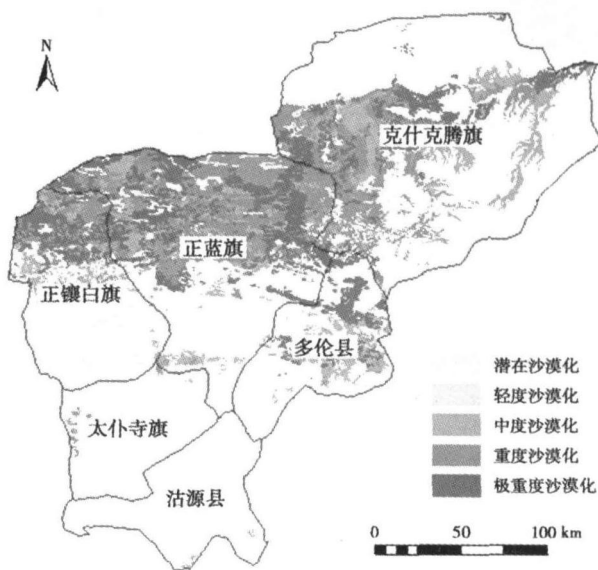 N
克什克腾旗
正蓝旗
正镶白旗
多伦县
太仆寺旗
沽源县
潜在沙漠化
轻度沙漠化
中度沙漠化
重度沙漠化
极重度沙漠化
0 50 100 km